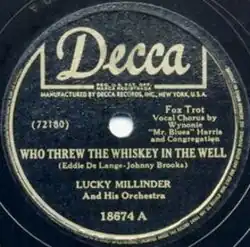 Decca
REG. U.S. PAT. OFF.
MARCA REGISTRADA
MANUFACTURED BY DECCA RECORDS, INC., NEW YORK, U.S.A.
Fox Trot
Vocal Chorus by
(72180)
Wynonie
"Mr. Blues" Harris
and Congregation
WHO THREW THE WHISKEY IN THE WELL
(Eddie De Lange-Johnny Brooks)
LUCKY MILLINDER
And His Orchestra
18674 A